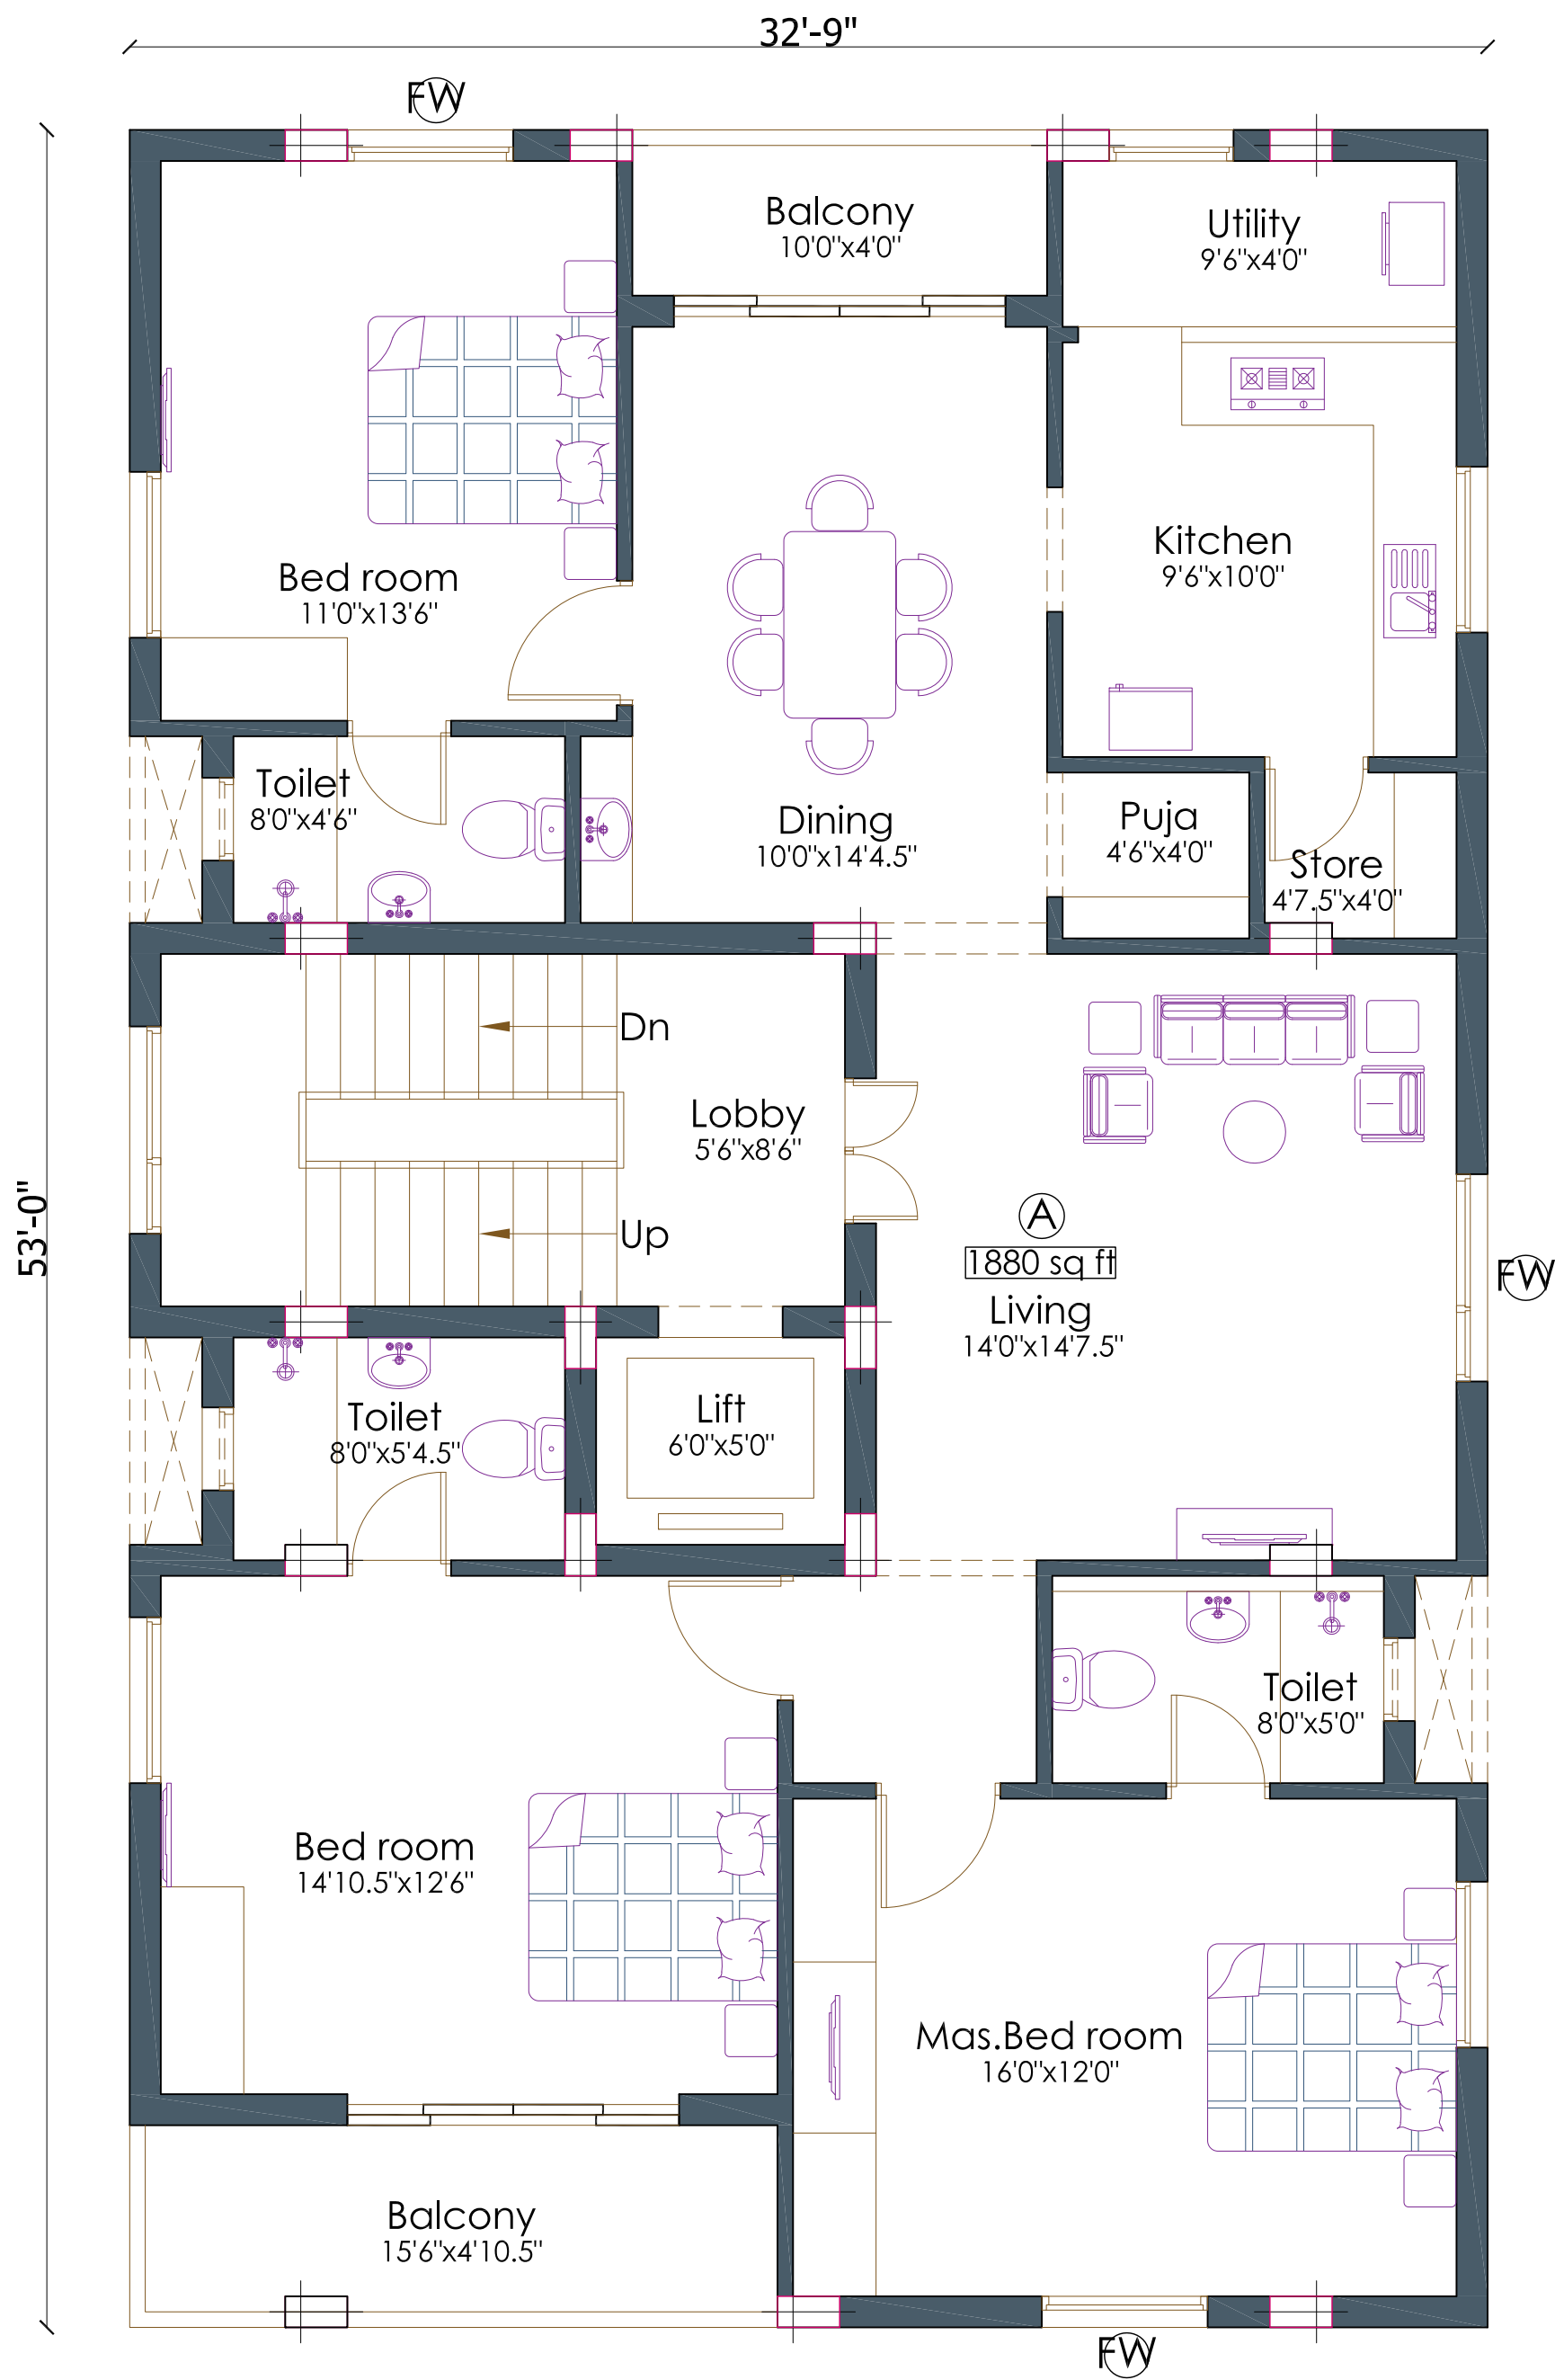 32'-9"
FW
Balcony
10'0"x4'0"
Utility
9'6"x4'0"
Bed room
11'0"x13'6"
Kitchen
9'6"x10'0"
Toilet
8'0"x4'6"
Dining
10'0"x14'4.5"
Puja
4'6"x4'0"
Store
4'7.5"x4'0"
Dn
Lobby
5'6"x8'6"
Up
53'-0"
A
1880 sq ft
Living
14'0"x14'7.5"
FW
Toilet
8'0"x5'4.5"
Lift
6'0"x5'0"
Toilet
8'0"x5'0"
Bed room
14'10.5"x12'6"
Mas.Bed room
16'0"x12'0"
Balcony
15'6"x4'10.5"
FW